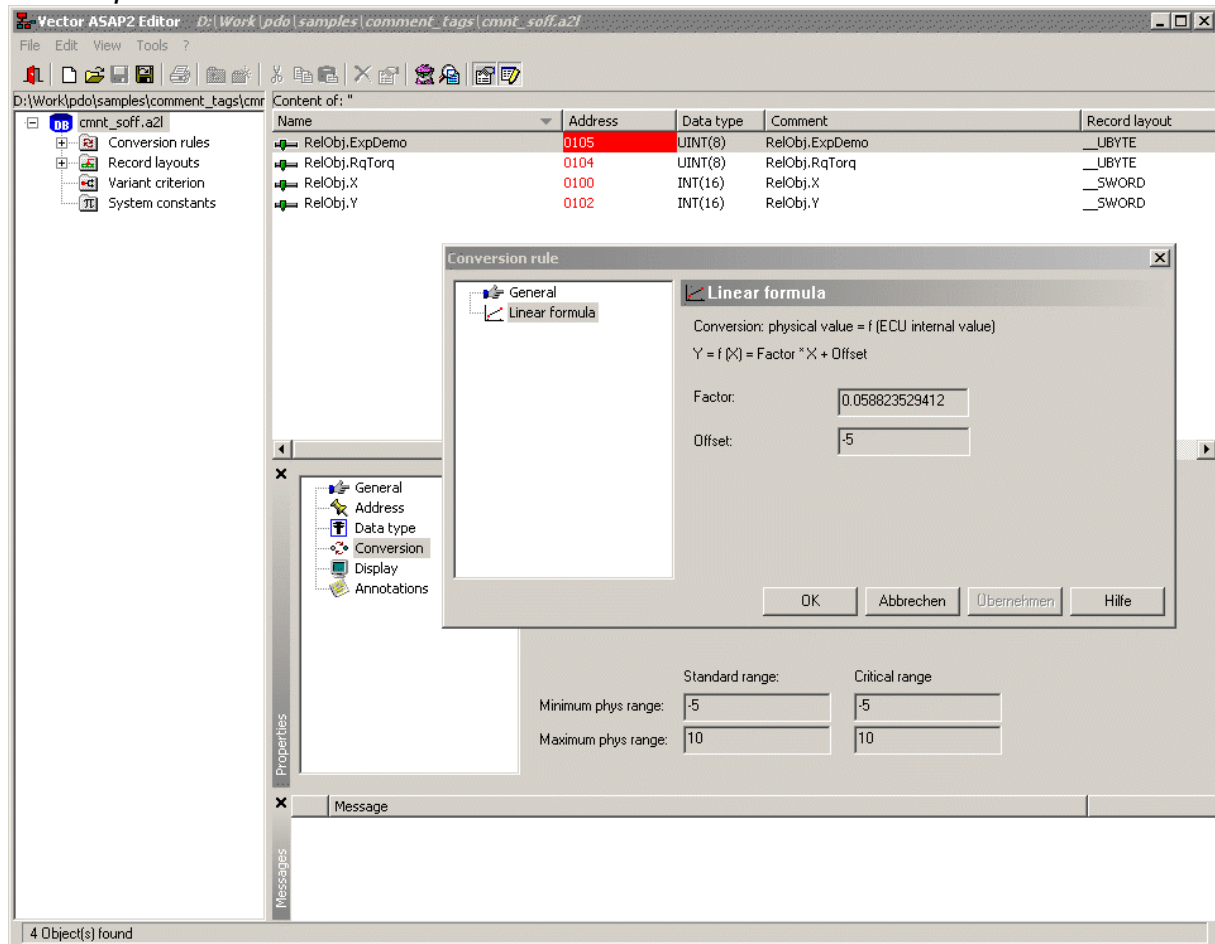 Vector ASAP2 Editor D:\Work\pdo\samples\comment_tags\cmnt_soff.a2l
File Edit View Tools ?
D:\Work\pdo\samples\comment_tags\cmr
Content of: "
cmnt_soff.a2l
Conversion rules
Record layouts
Variant criterion
System constants
Name Address Data type Comment Record layout
RelObj.ExpDemo 0105 UINT(8) RelObj.ExpDemo __UBYTE
RelObj.RqTorq 0104 UINT(8) RelObj.RqTorq __UBYTE
RelObj.X 0100 INT(16) RelObj.X __SWORD
RelObj.Y 0102 INT(16) RelObj.Y __SWORD
Conversion rule
General
Linear formula
Linear formula
Conversion: physical value = f (ECU internal value)
Y = f (X) = Factor * X + Offset
Factor: 0.058823529412
Offset: -5
OK Abbrechen Übernehmen Hilfe
General
Address
Data type
Conversion
Display
Annotations
Standard range: Critical range
Minimum phys range: -5 -5
Maximum phys range: 10 10
Properties
Message
Messages
4 Object(s) found